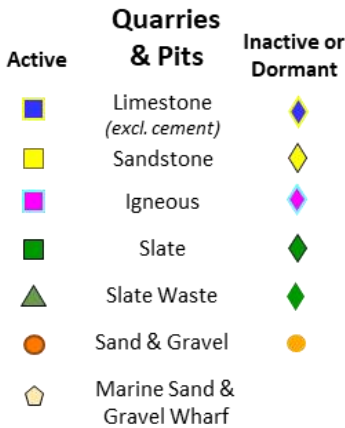 Quarries
& Pits
Active
Inactive or
Dormant
Limestone
(excl. cement)
Sandstone
Igneous
Slate
Slate Waste
Sand & Gravel
Marine Sand &
Gravel Wharf